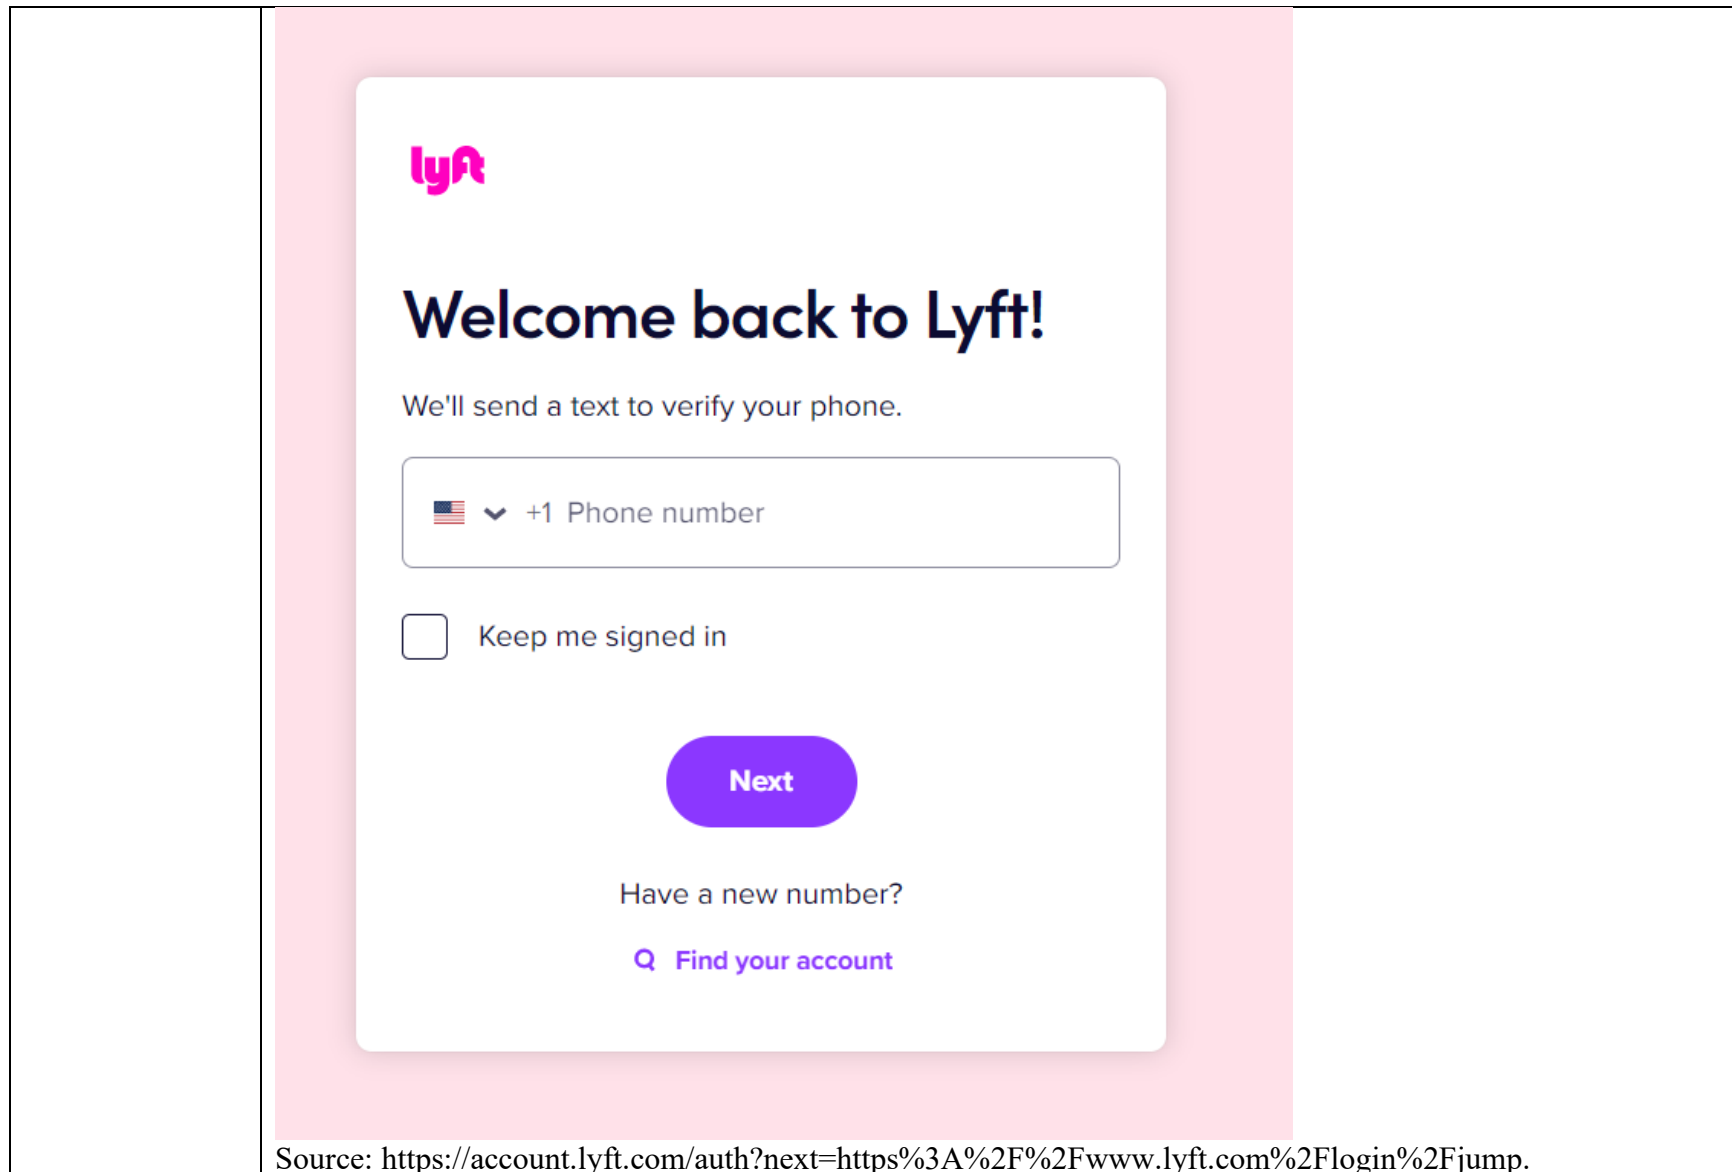 lyft
Welcome back to Lyft!
We'll send a text to verify your phone.
+1 Phone number
Keep me signed in
Next
Have a new number?
Find your account
Source: https://account.lyft.com/auth?next=https%3A%2F%2Fwww.lyft.com%2Flogin%2Fjump.